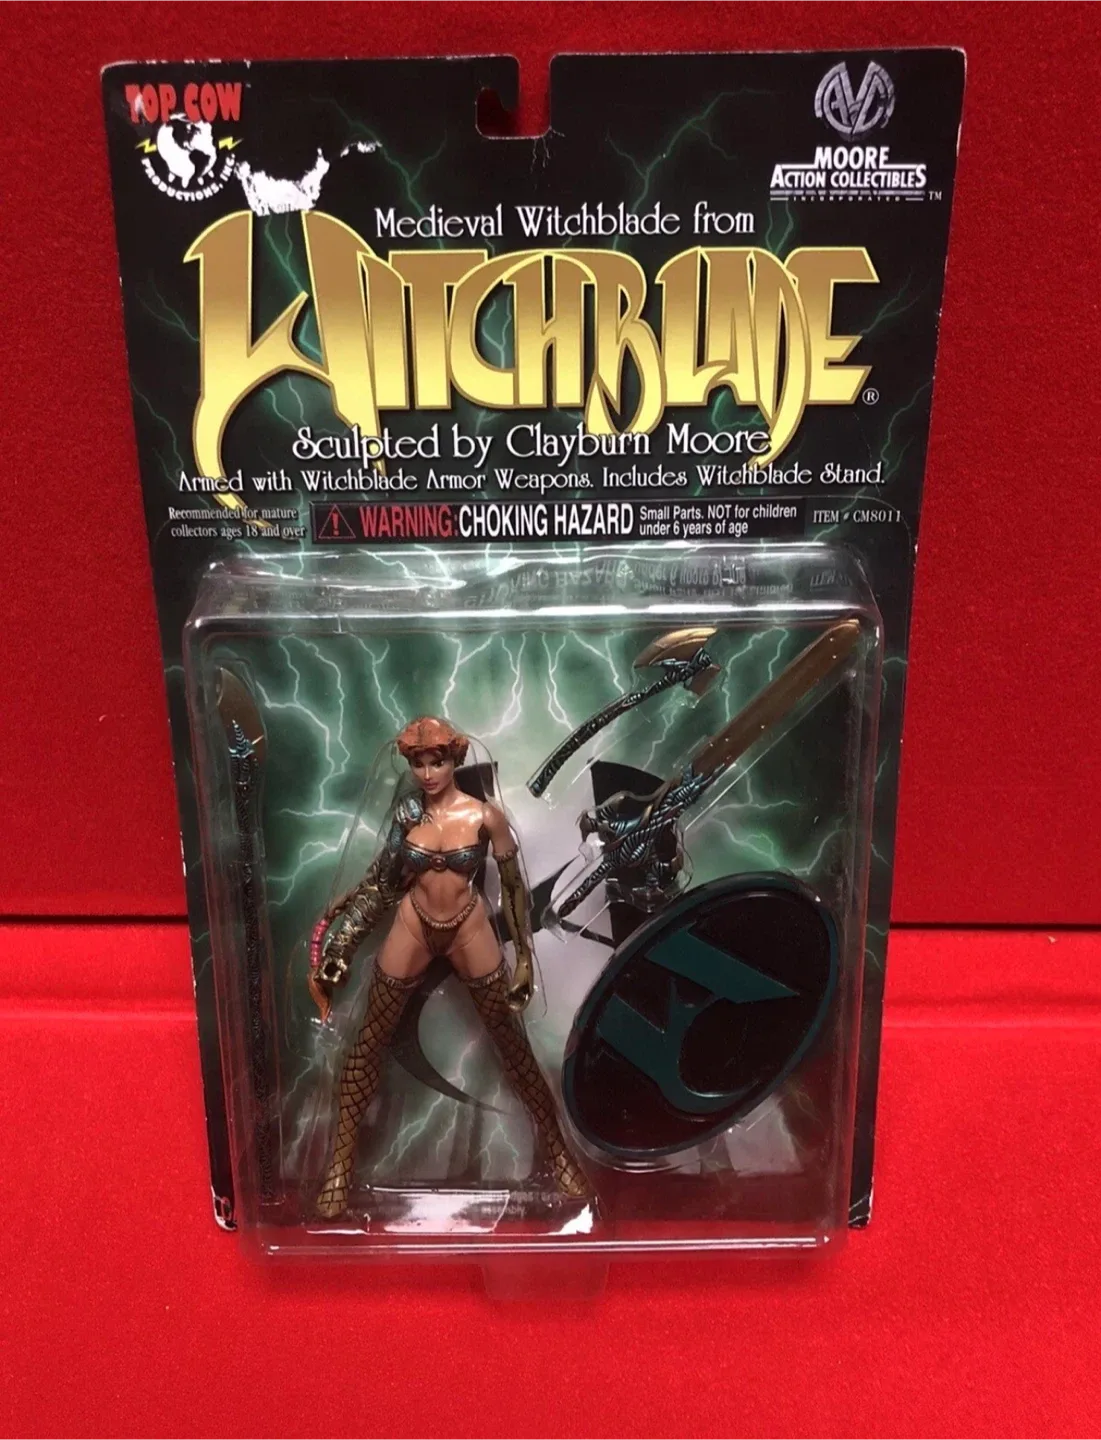 TOP COW
PRODUCTIONS, INC.
MOORE
ACTION COLLECTIBLES
INCORPORATED
TM
Medieval Witchblade from
WITCHBLADE
®
Sculpted by Clayburn Moore
Armed with Witchblade Armor Weapons. Includes Witchblade Stand.
Recommended for mature
collectors ages 18 and over
WARNING: CHOKING HAZARD
Small Parts. NOT for children
under 6 years of age
ITEM # CM8011
assembly.